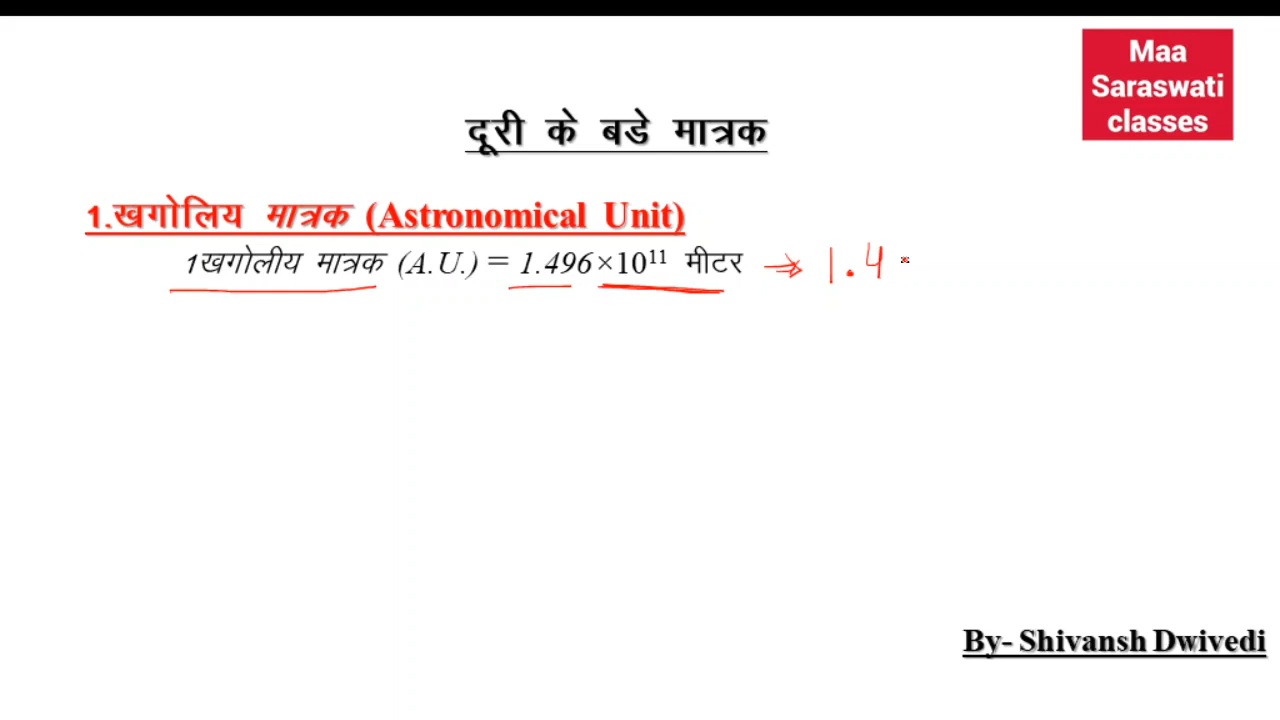 Maa
Saraswati
classes
दूरी के बडे मात्रक
1.खगोलिय मात्रक (Astronomical Unit)
1खगोलीय मात्रक (A.U.) = 1.496×10¹¹ मीटर → 1.4
By- Shivansh Dwivedi